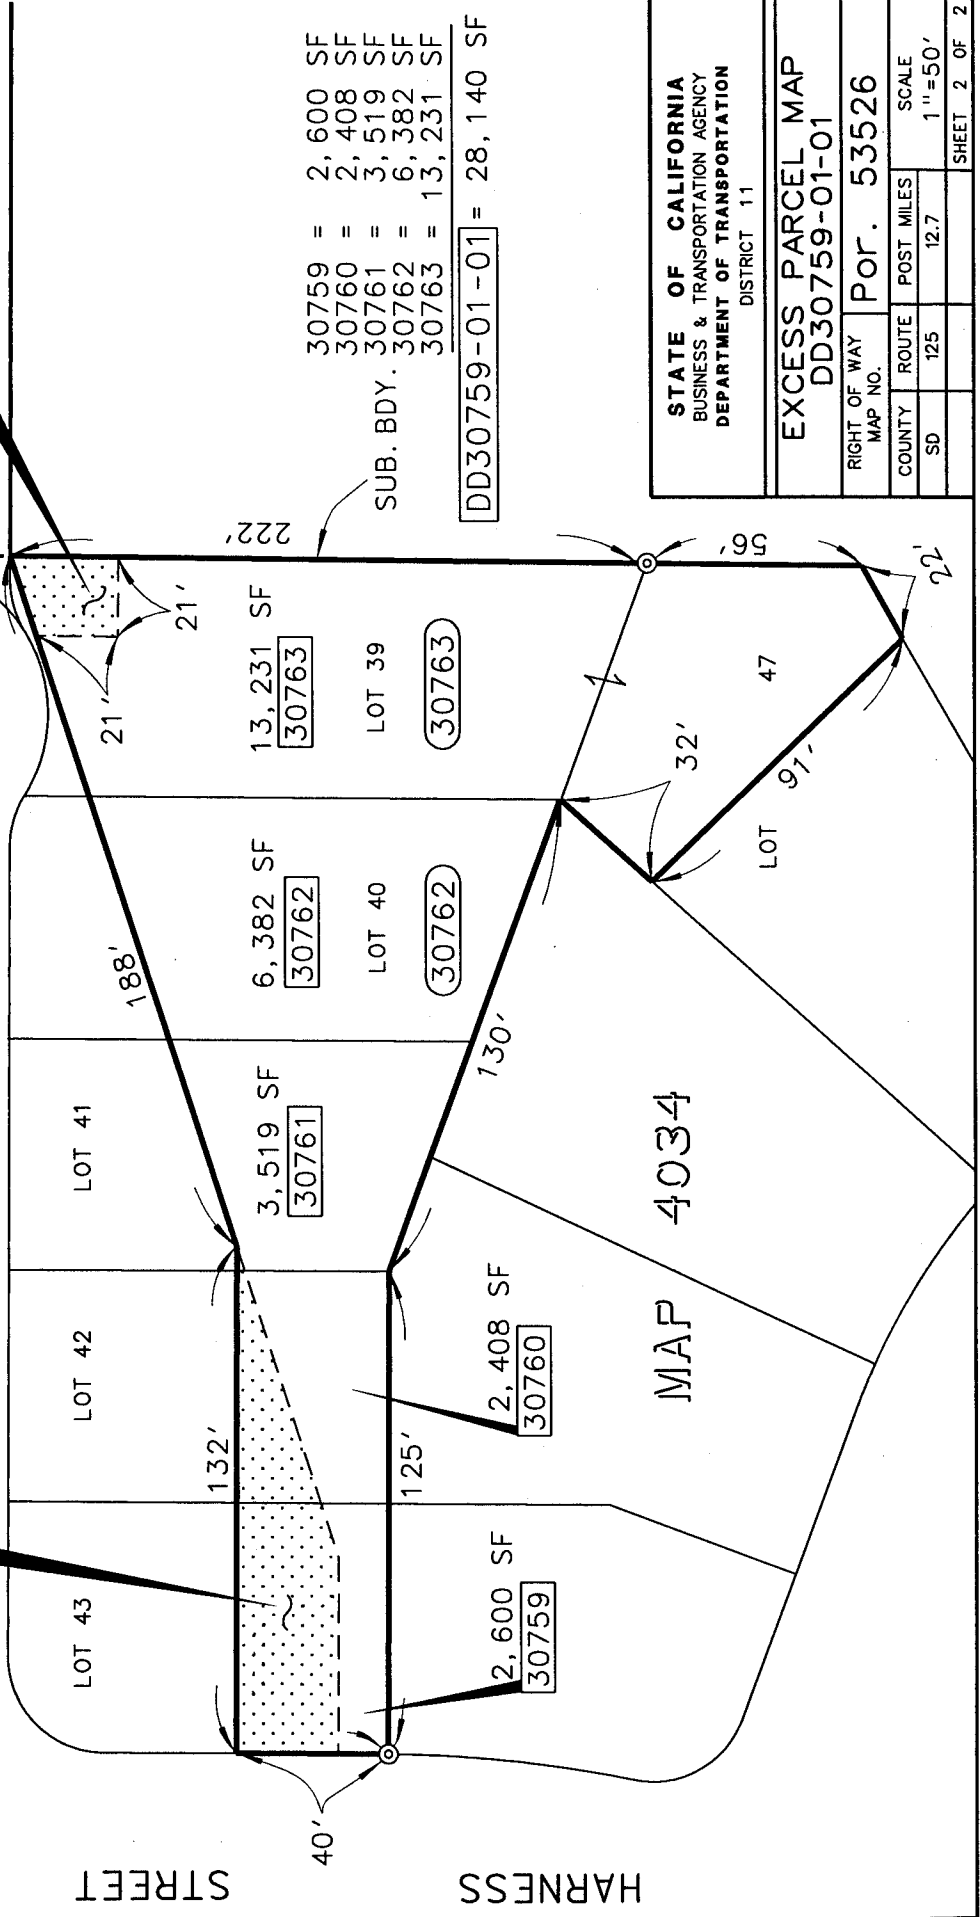 HARNESS STREET
LOT 43
LOT 42
LOT 41
40'
132'
188'
21'
21'
222'
SUB. BDY.
2,600 SF
30759
2,408 SF
30760
3,519 SF
30761
6,382 SF
30762
LOT 40
30762
13,231 SF
30763
LOT 39
30763
125'
130'
32'
91'
56'
22'
LOT 47
MAP 4034
30759 = 2,600 SF
30760 = 2,408 SF
30761 = 3,519 SF
30762 = 6,382 SF
30763 = 13,231 SF
DD30759-01-01 = 28,140 SF
STATE OF CALIFORNIA
BUSINESS & TRANSPORTATION AGENCY
DEPARTMENT OF TRANSPORTATION
DISTRICT 11
EXCESS PARCEL MAP
DD30759-01-01
RIGHT OF WAY MAP NO. Por. 53526
COUNTY ROUTE POST MILES SCALE
SD 125 12.7 1"=50'
SHEET 2 OF 2